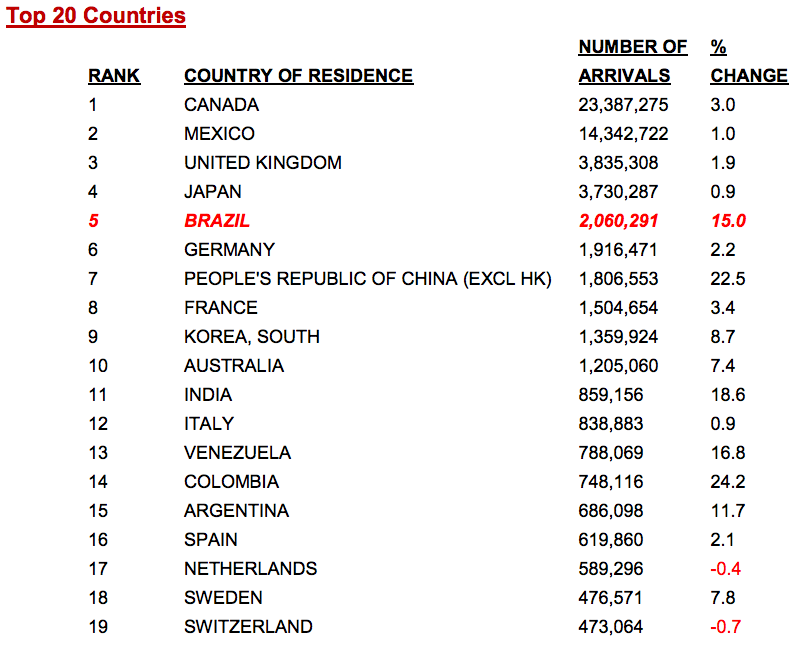 Top 20 Countries
NUMBER OF %
RANK COUNTRY OF RESIDENCE ARRIVALS CHANGE
1 CANADA 23,387,275 3.0
2 MEXICO 14,342,722 1.0
3 UNITED KINGDOM 3,835,308 1.9
4 JAPAN 3,730,287 0.9
5 BRAZIL 2,060,291 15.0
6 GERMANY 1,916,471 2.2
7 PEOPLE'S REPUBLIC OF CHINA (EXCL HK) 1,806,553 22.5
8 FRANCE 1,504,654 3.4
9 KOREA, SOUTH 1,359,924 8.7
10 AUSTRALIA 1,205,060 7.4
11 INDIA 859,156 18.6
12 ITALY 838,883 0.9
13 VENEZUELA 788,069 16.8
14 COLOMBIA 748,116 24.2
15 ARGENTINA 686,098 11.7
16 SPAIN 619,860 2.1
17 NETHERLANDS 589,296 -0.4
18 SWEDEN 476,571 7.8
19 SWITZERLAND 473,064 -0.7